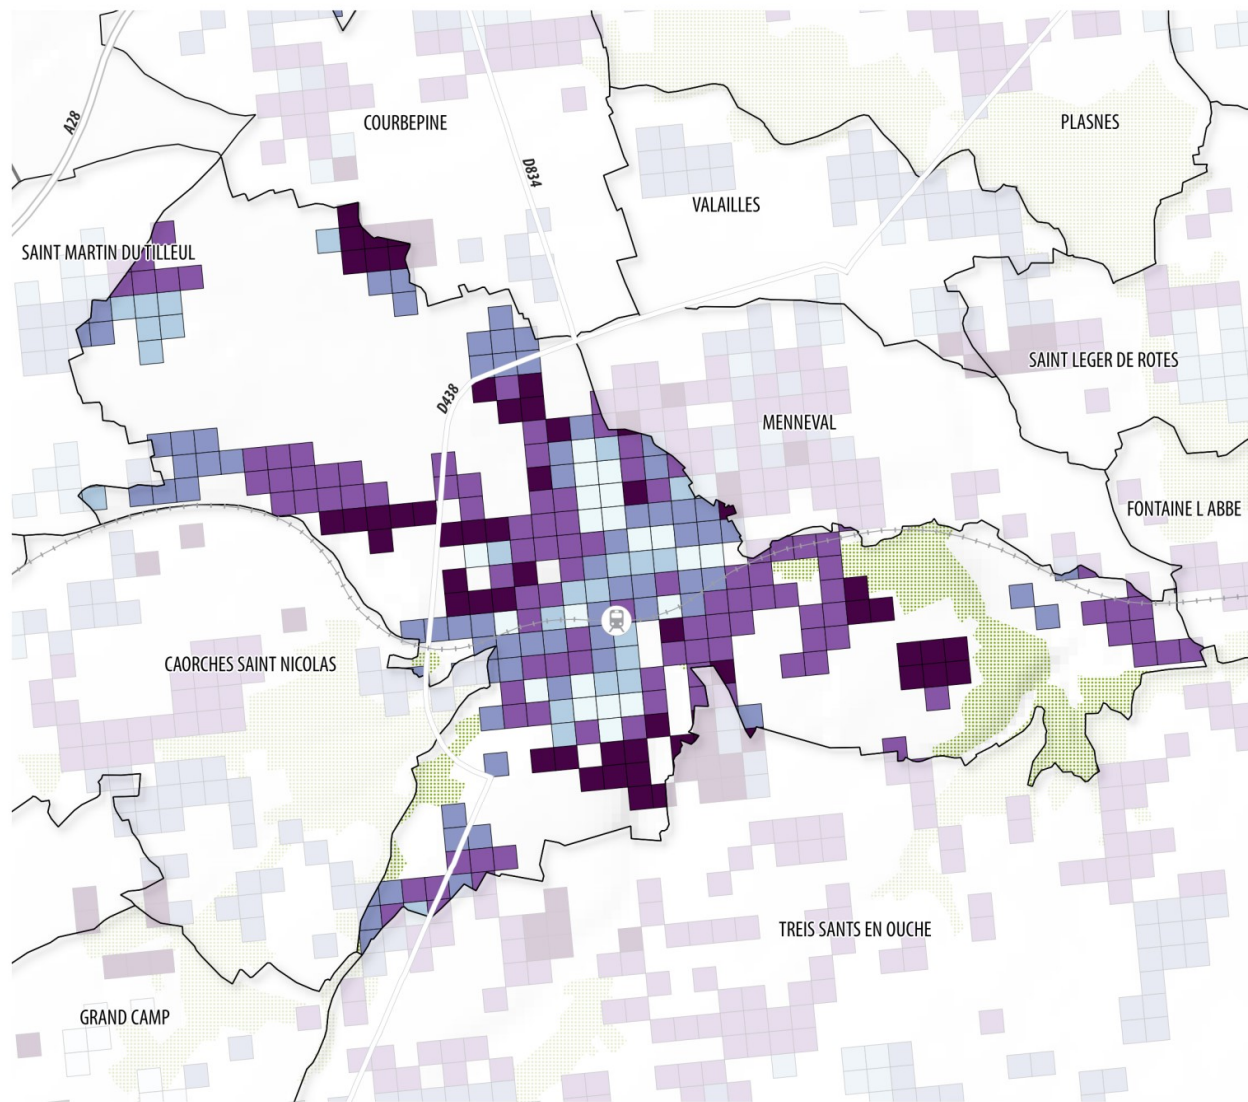 A28
COURBEPINE
PLASNES
D834
VALAILLES
SAINT MARTIN DU TILLEUL
SAINT LEGER DE ROTES
D438
MENNEVAL
FONTAINE L ABBE
CAORCHES SAINT NICOLAS
TREIS SANTS EN OUCHE
GRAND CAMP